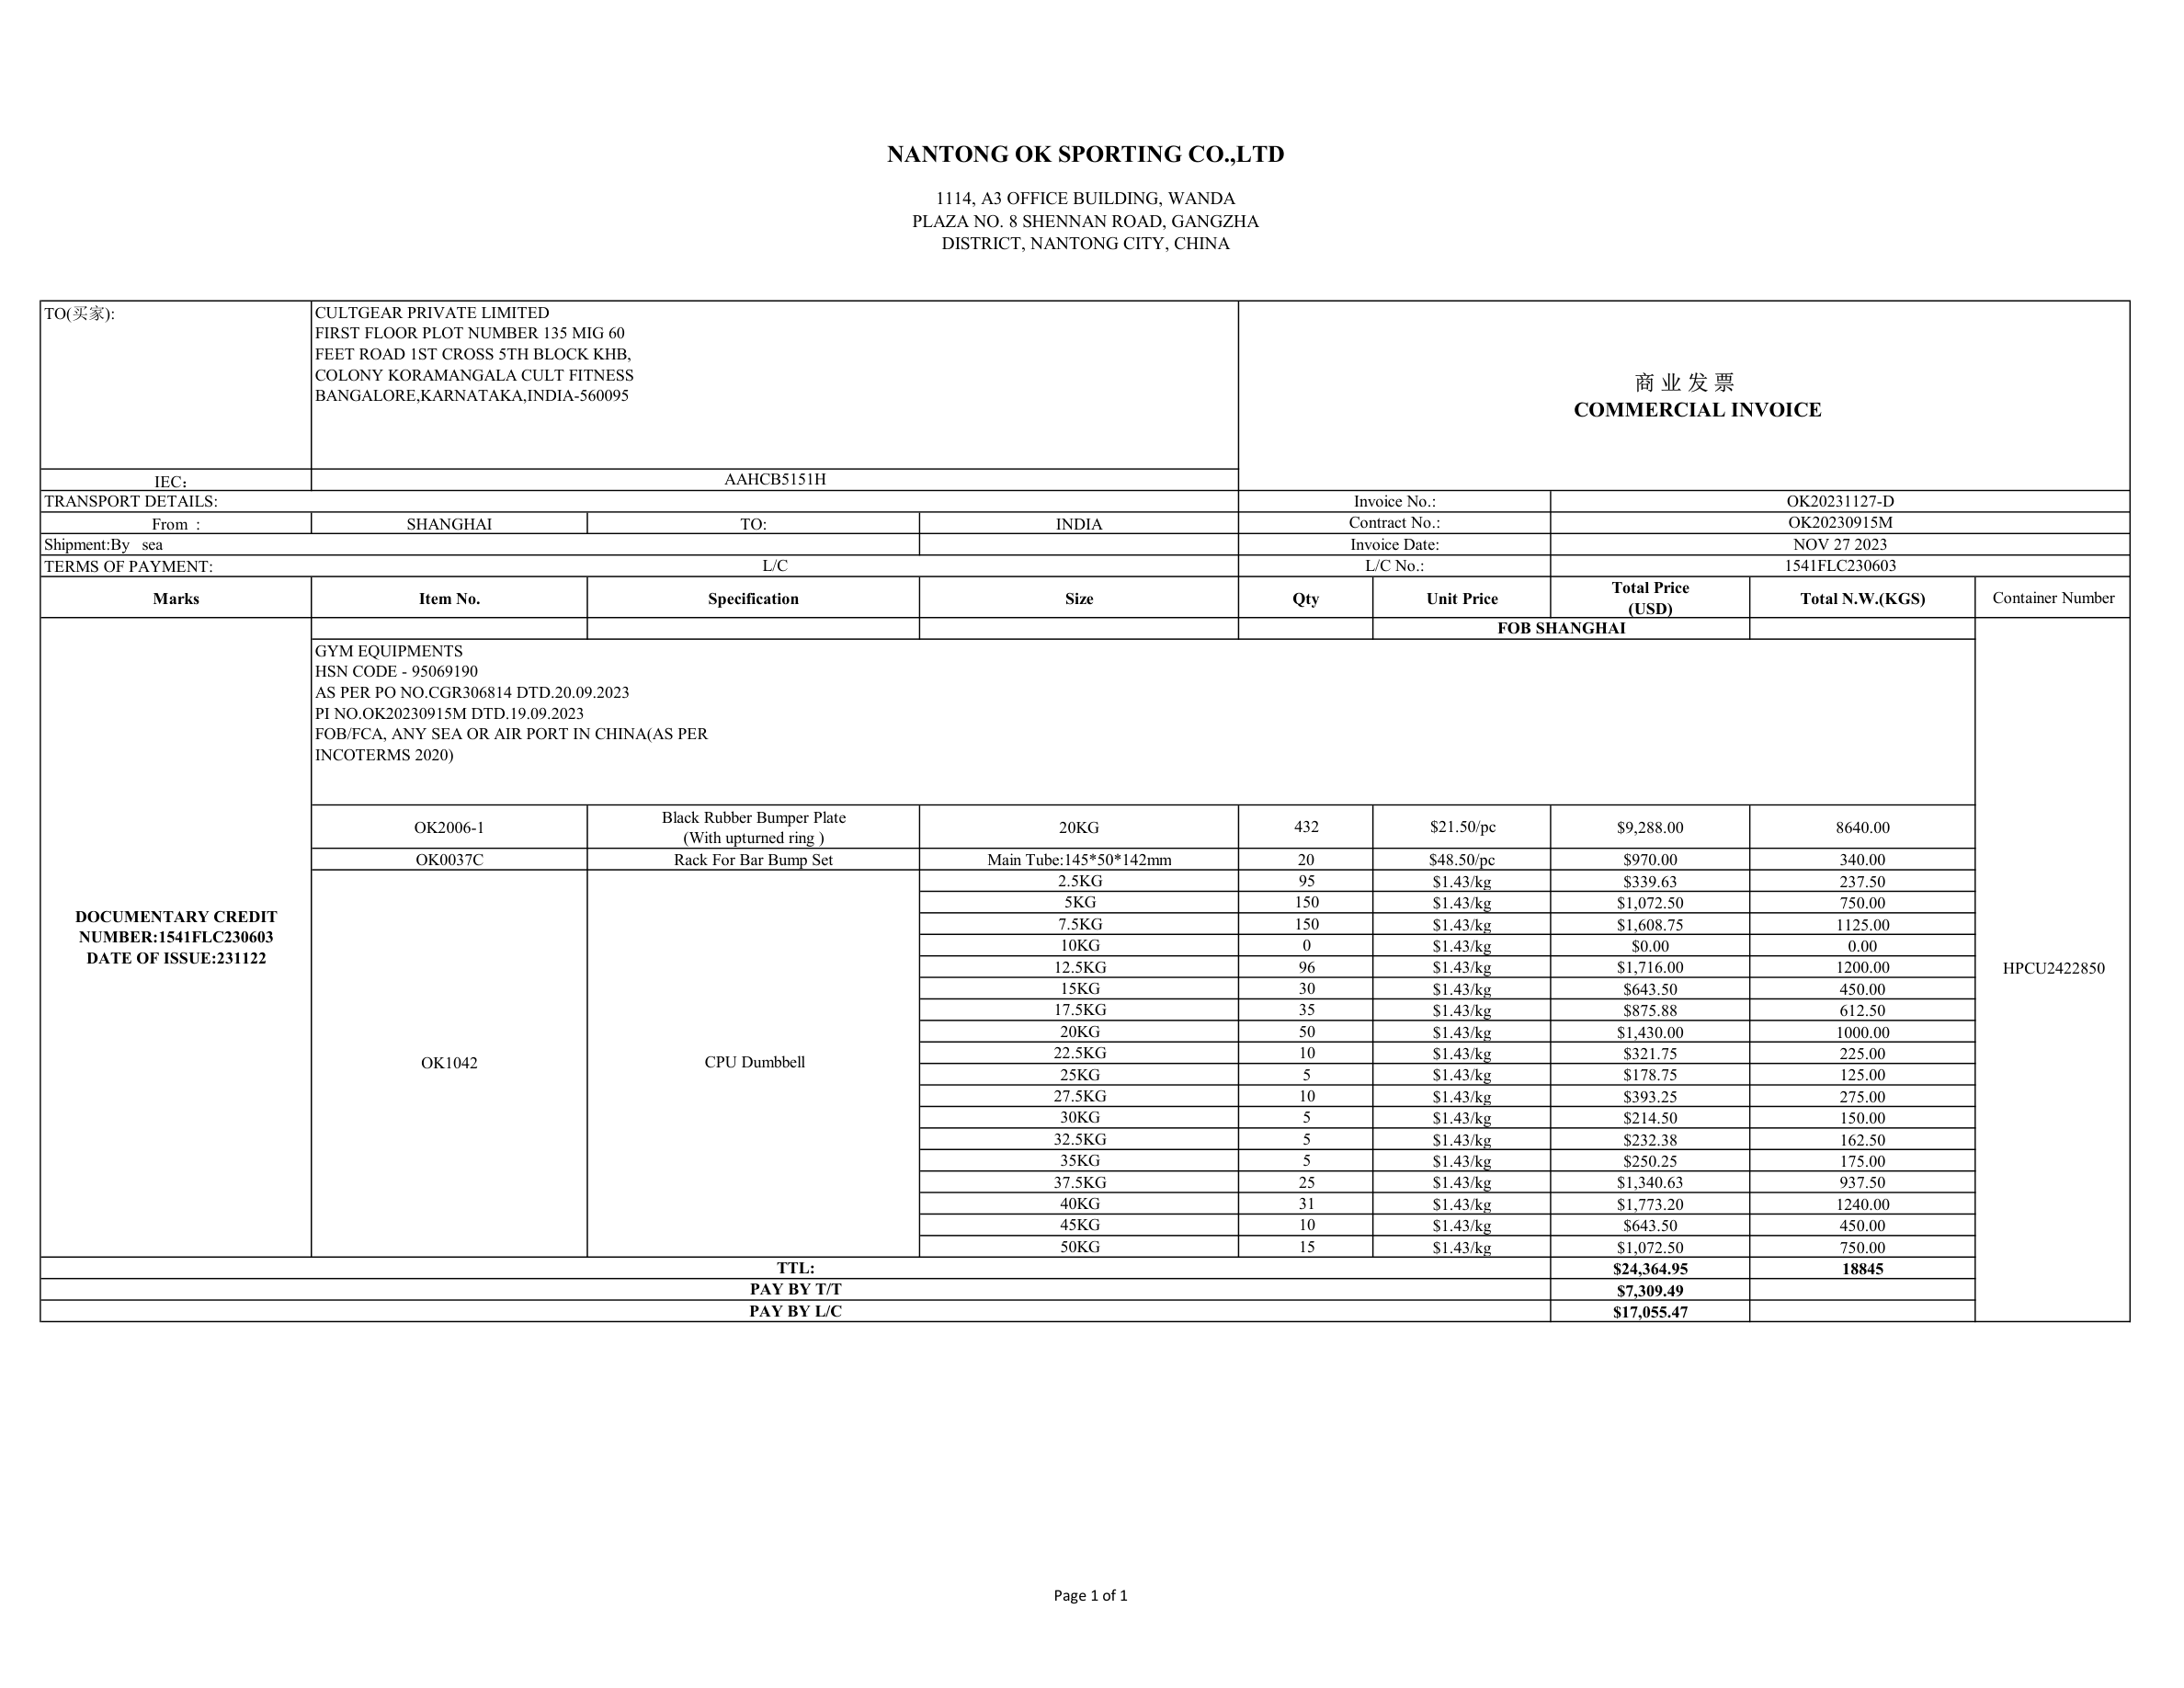 NANTONG OK SPORTING CO.,LTD
1114, A3 OFFICE BUILDING, WANDA
PLAZA NO. 8 SHENNAN ROAD, GANGZHA
DISTRICT, NANTONG CITY, CHINA
TO(买家):
CULTGEAR PRIVATE LIMITED
FIRST FLOOR PLOT NUMBER 135 MIG 60
FEET ROAD 1ST CROSS 5TH BLOCK KHB,
COLONY KORAMANGALA CULT FITNESS
BANGALORE,KARNATAKA,INDIA-560095
商 业 发 票
COMMERCIAL INVOICE
IEC： AAHCB5151H
TRANSPORT DETAILS: Invoice No.: OK20231127-D
From : SHANGHAI TO: INDIA Contract No.: OK20230915M
Shipment:By sea Invoice Date: NOV 27 2023
TERMS OF PAYMENT: L/C L/C No.: 1541FLC230603
Marks Item No. Specification Size Qty Unit Price Total Price (USD) Total N.W.(KGS) Container Number
FOB SHANGHAI
GYM EQUIPMENTS
HSN CODE - 95069190
AS PER PO NO.CGR306814 DTD.20.09.2023
PI NO.OK20230915M DTD.19.09.2023
FOB/FCA, ANY SEA OR AIR PORT IN CHINA(AS PER
INCOTERMS 2020)
DOCUMENTARY CREDIT
NUMBER:1541FLC230603
DATE OF ISSUE:231122
OK2006-1 Black Rubber Bumper Plate (With upturned ring ) 20KG 432 $21.50/pc $9,288.00 8640.00
OK0037C Rack For Bar Bump Set Main Tube:145*50*142mm 20 $48.50/pc $970.00 340.00
OK1042 CPU Dumbbell
2.5KG 95 $1.43/kg $339.63 237.50
5KG 150 $1.43/kg $1,072.50 750.00
7.5KG 150 $1.43/kg $1,608.75 1125.00
10KG 0 $1.43/kg $0.00 0.00
12.5KG 96 $1.43/kg $1,716.00 1200.00
15KG 30 $1.43/kg $643.50 450.00
17.5KG 35 $1.43/kg $875.88 612.50
20KG 50 $1.43/kg $1,430.00 1000.00
22.5KG 10 $1.43/kg $321.75 225.00
25KG 5 $1.43/kg $178.75 125.00
27.5KG 10 $1.43/kg $393.25 275.00
30KG 5 $1.43/kg $214.50 150.00
32.5KG 5 $1.43/kg $232.38 162.50
35KG 5 $1.43/kg $250.25 175.00
37.5KG 25 $1.43/kg $1,340.63 937.50
40KG 31 $1.43/kg $1,773.20 1240.00
45KG 10 $1.43/kg $643.50 450.00
50KG 15 $1.43/kg $1,072.50 750.00
HPCU2422850
TTL: $24,364.95 18845
PAY BY T/T $7,309.49
PAY BY L/C $17,055.47
Page 1 of 1